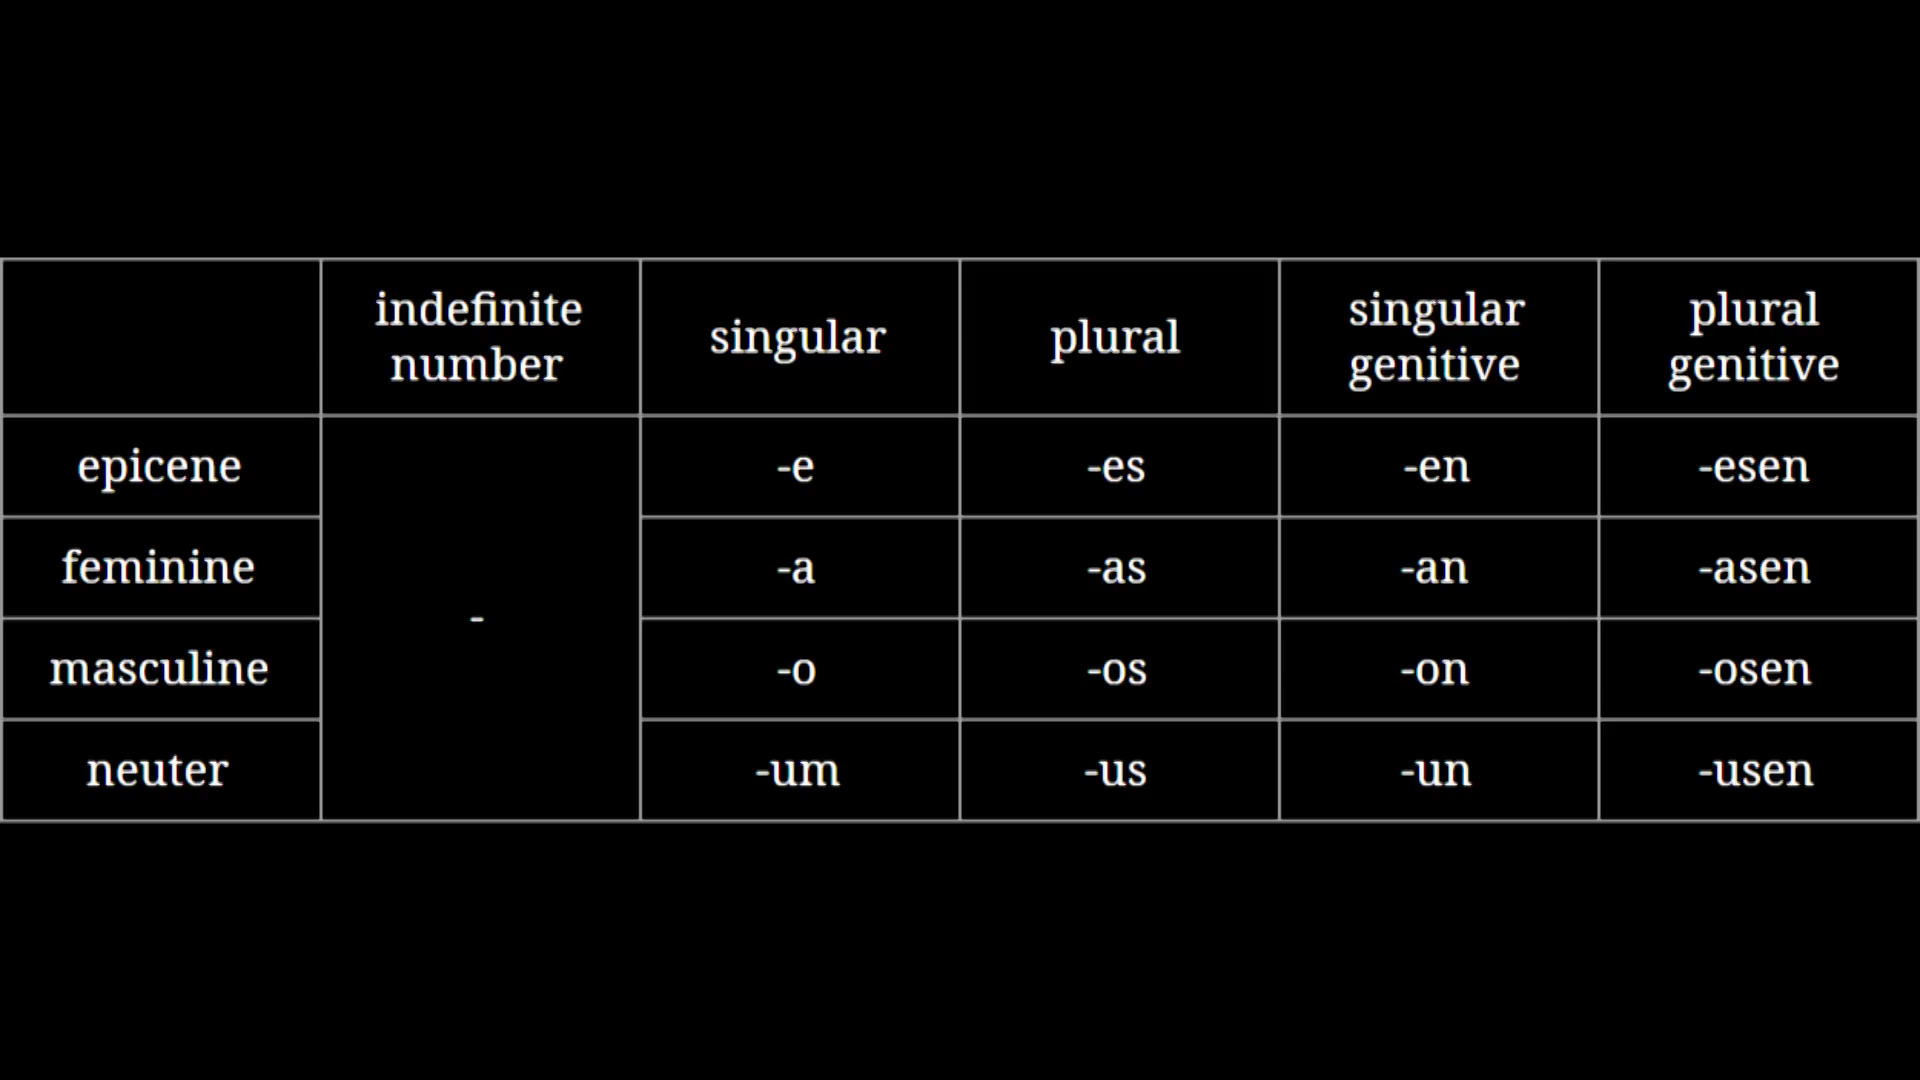 indefinite number singular plural singular genitive plural genitive
epicene - -e -es -en -esen
feminine -a -as -an -asen
masculine -o -os -on -osen
neuter -um -us -un -usen